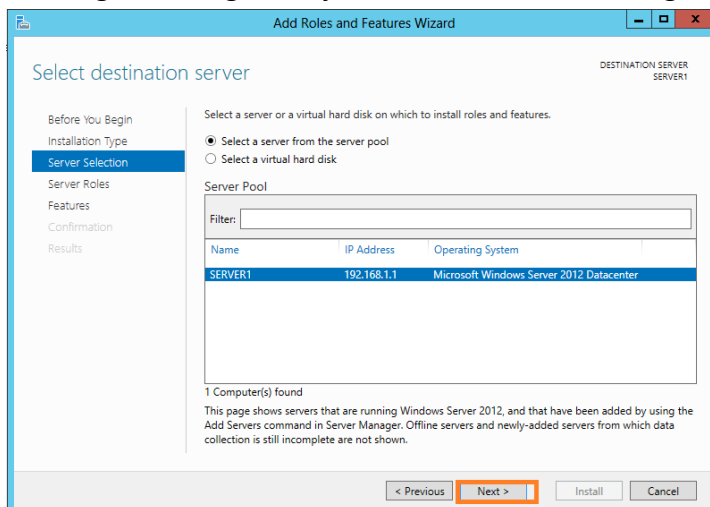 Add Roles and Features Wizard
Select destination server
DESTINATION SERVER
SERVER1
Before You Begin
Installation Type
Server Selection
Server Roles
Features
Confirmation
Results
Select a server or a virtual hard disk on which to install roles and features.
Select a server from the server pool
Select a virtual hard disk
Server Pool
Filter:
Name IP Address Operating System
SERVER1 192.168.1.1 Microsoft Windows Server 2012 Datacenter
1 Computer(s) found
This page shows servers that are running Windows Server 2012, and that have been added by using the
Add Servers command in Server Manager. Offline servers and newly-added servers from which data
collection is still incomplete are not shown.
< Previous Next > Install Cancel